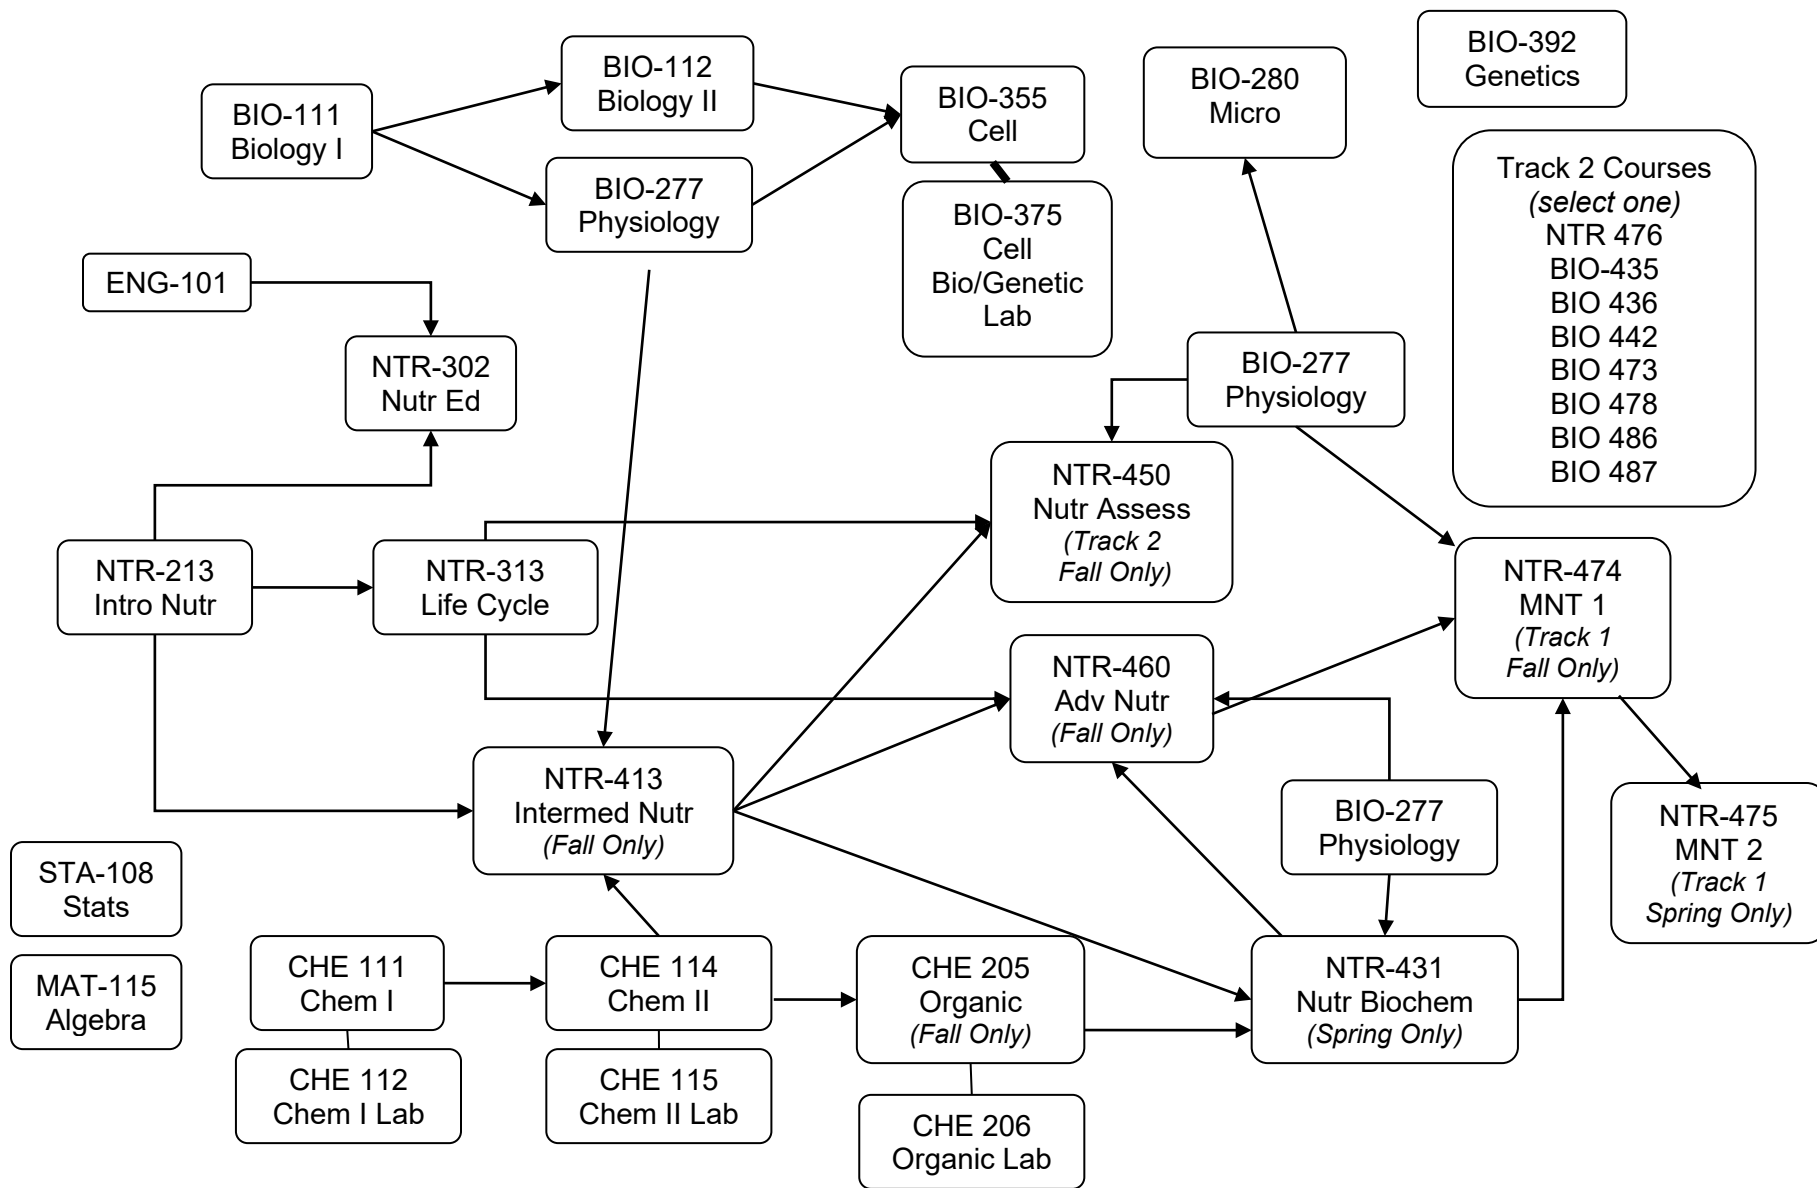 BIO-111
Biology I
BIO-112
Biology II
BIO-277
Physiology
BIO-355
Cell
BIO-375
Cell
Bio/Genetic
Lab
BIO-280
Micro
BIO-392
Genetics
Track 2 Courses
(select one)
NTR 476
BIO-435
BIO 436
BIO 442
BIO 473
BIO 478
BIO 486
BIO 487
ENG-101
NTR-302
Nutr Ed
BIO-277
Physiology
NTR-213
Intro Nutr
NTR-313
Life Cycle
NTR-450
Nutr Assess
(Track 2
Fall Only)
NTR-474
MNT 1
(Track 1
Fall Only)
NTR-460
Adv Nutr
(Fall Only)
NTR-413
Intermed Nutr
(Fall Only)
BIO-277
Physiology
NTR-475
MNT 2
(Track 1
Spring Only)
STA-108
Stats
MAT-115
Algebra
CHE 111
Chem I
CHE 114
Chem II
CHE 205
Organic
(Fall Only)
NTR-431
Nutr Biochem
(Spring Only)
CHE 112
Chem I Lab
CHE 115
Chem II Lab
CHE 206
Organic Lab